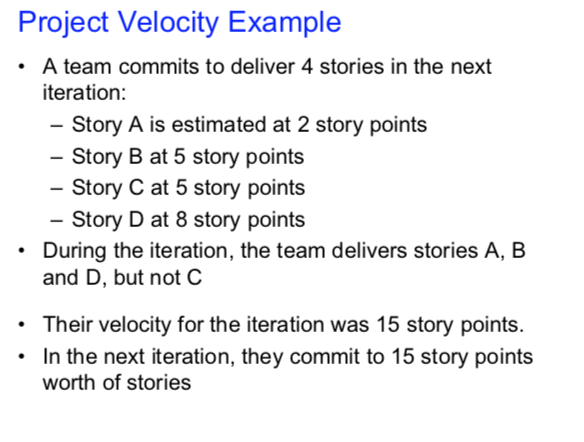 Project Velocity Example
• A team commits to deliver 4 stories in the next
iteration:
– Story A is estimated at 2 story points
– Story B at 5 story points
– Story C at 5 story points
– Story D at 8 story points
• During the iteration, the team delivers stories A, B
and D, but not C
• Their velocity for the iteration was 15 story points.
• In the next iteration, they commit to 15 story points
worth of stories